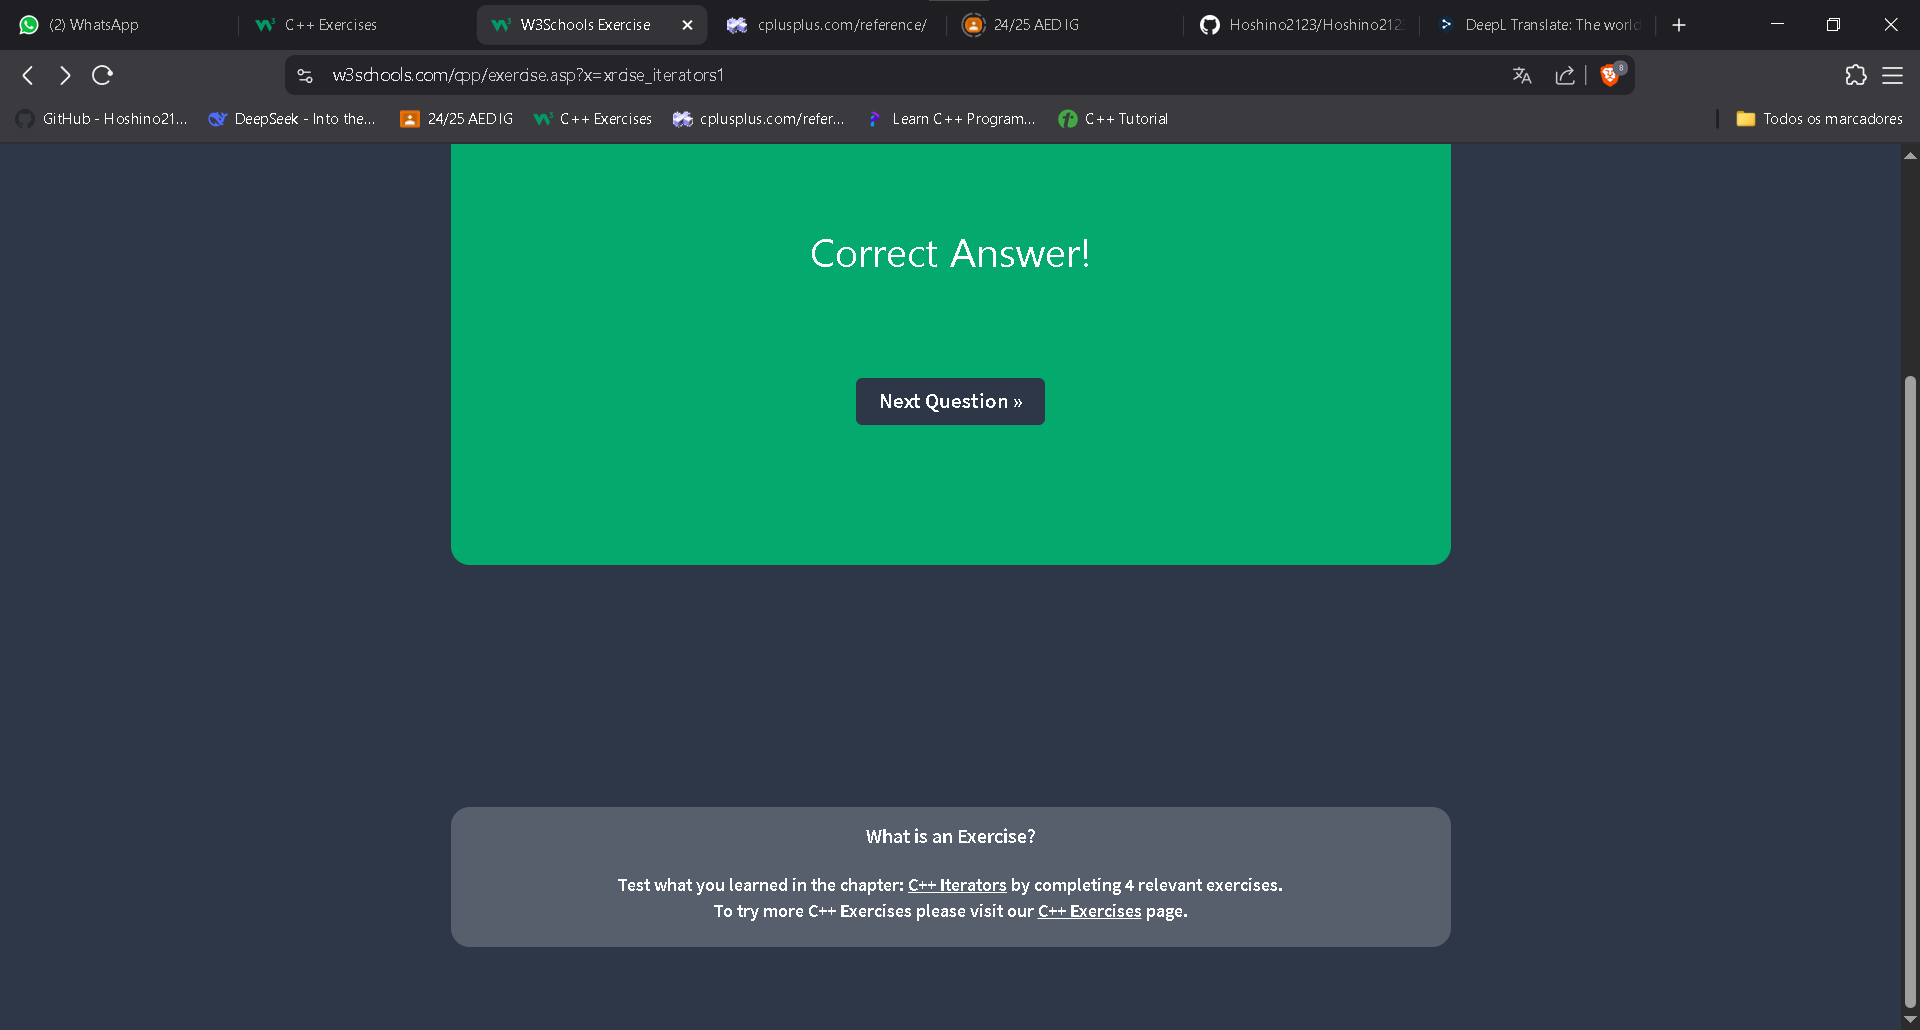 (2) WhatsApp
C++ Exercises
W3Schools Exercise
cplusplus.com/reference/
24/25 AED IG
Hoshino2123/Hoshino212
DeepL Translate: The world
w3schools.com/cpp/exercise.asp?x=xrcise_iterators1
GitHub - Hoshino21...
DeepSeek - Into the...
24/25 AED IG
C++ Exercises
cplusplus.com/refer...
Learn C++ Program...
C++ Tutorial
Todos os marcadores
Correct Answer!
Next Question »
What is an Exercise?
Test what you learned in the chapter: C++ Iterators by completing 4 relevant exercises.
To try more C++ Exercises please visit our C++ Exercises page.